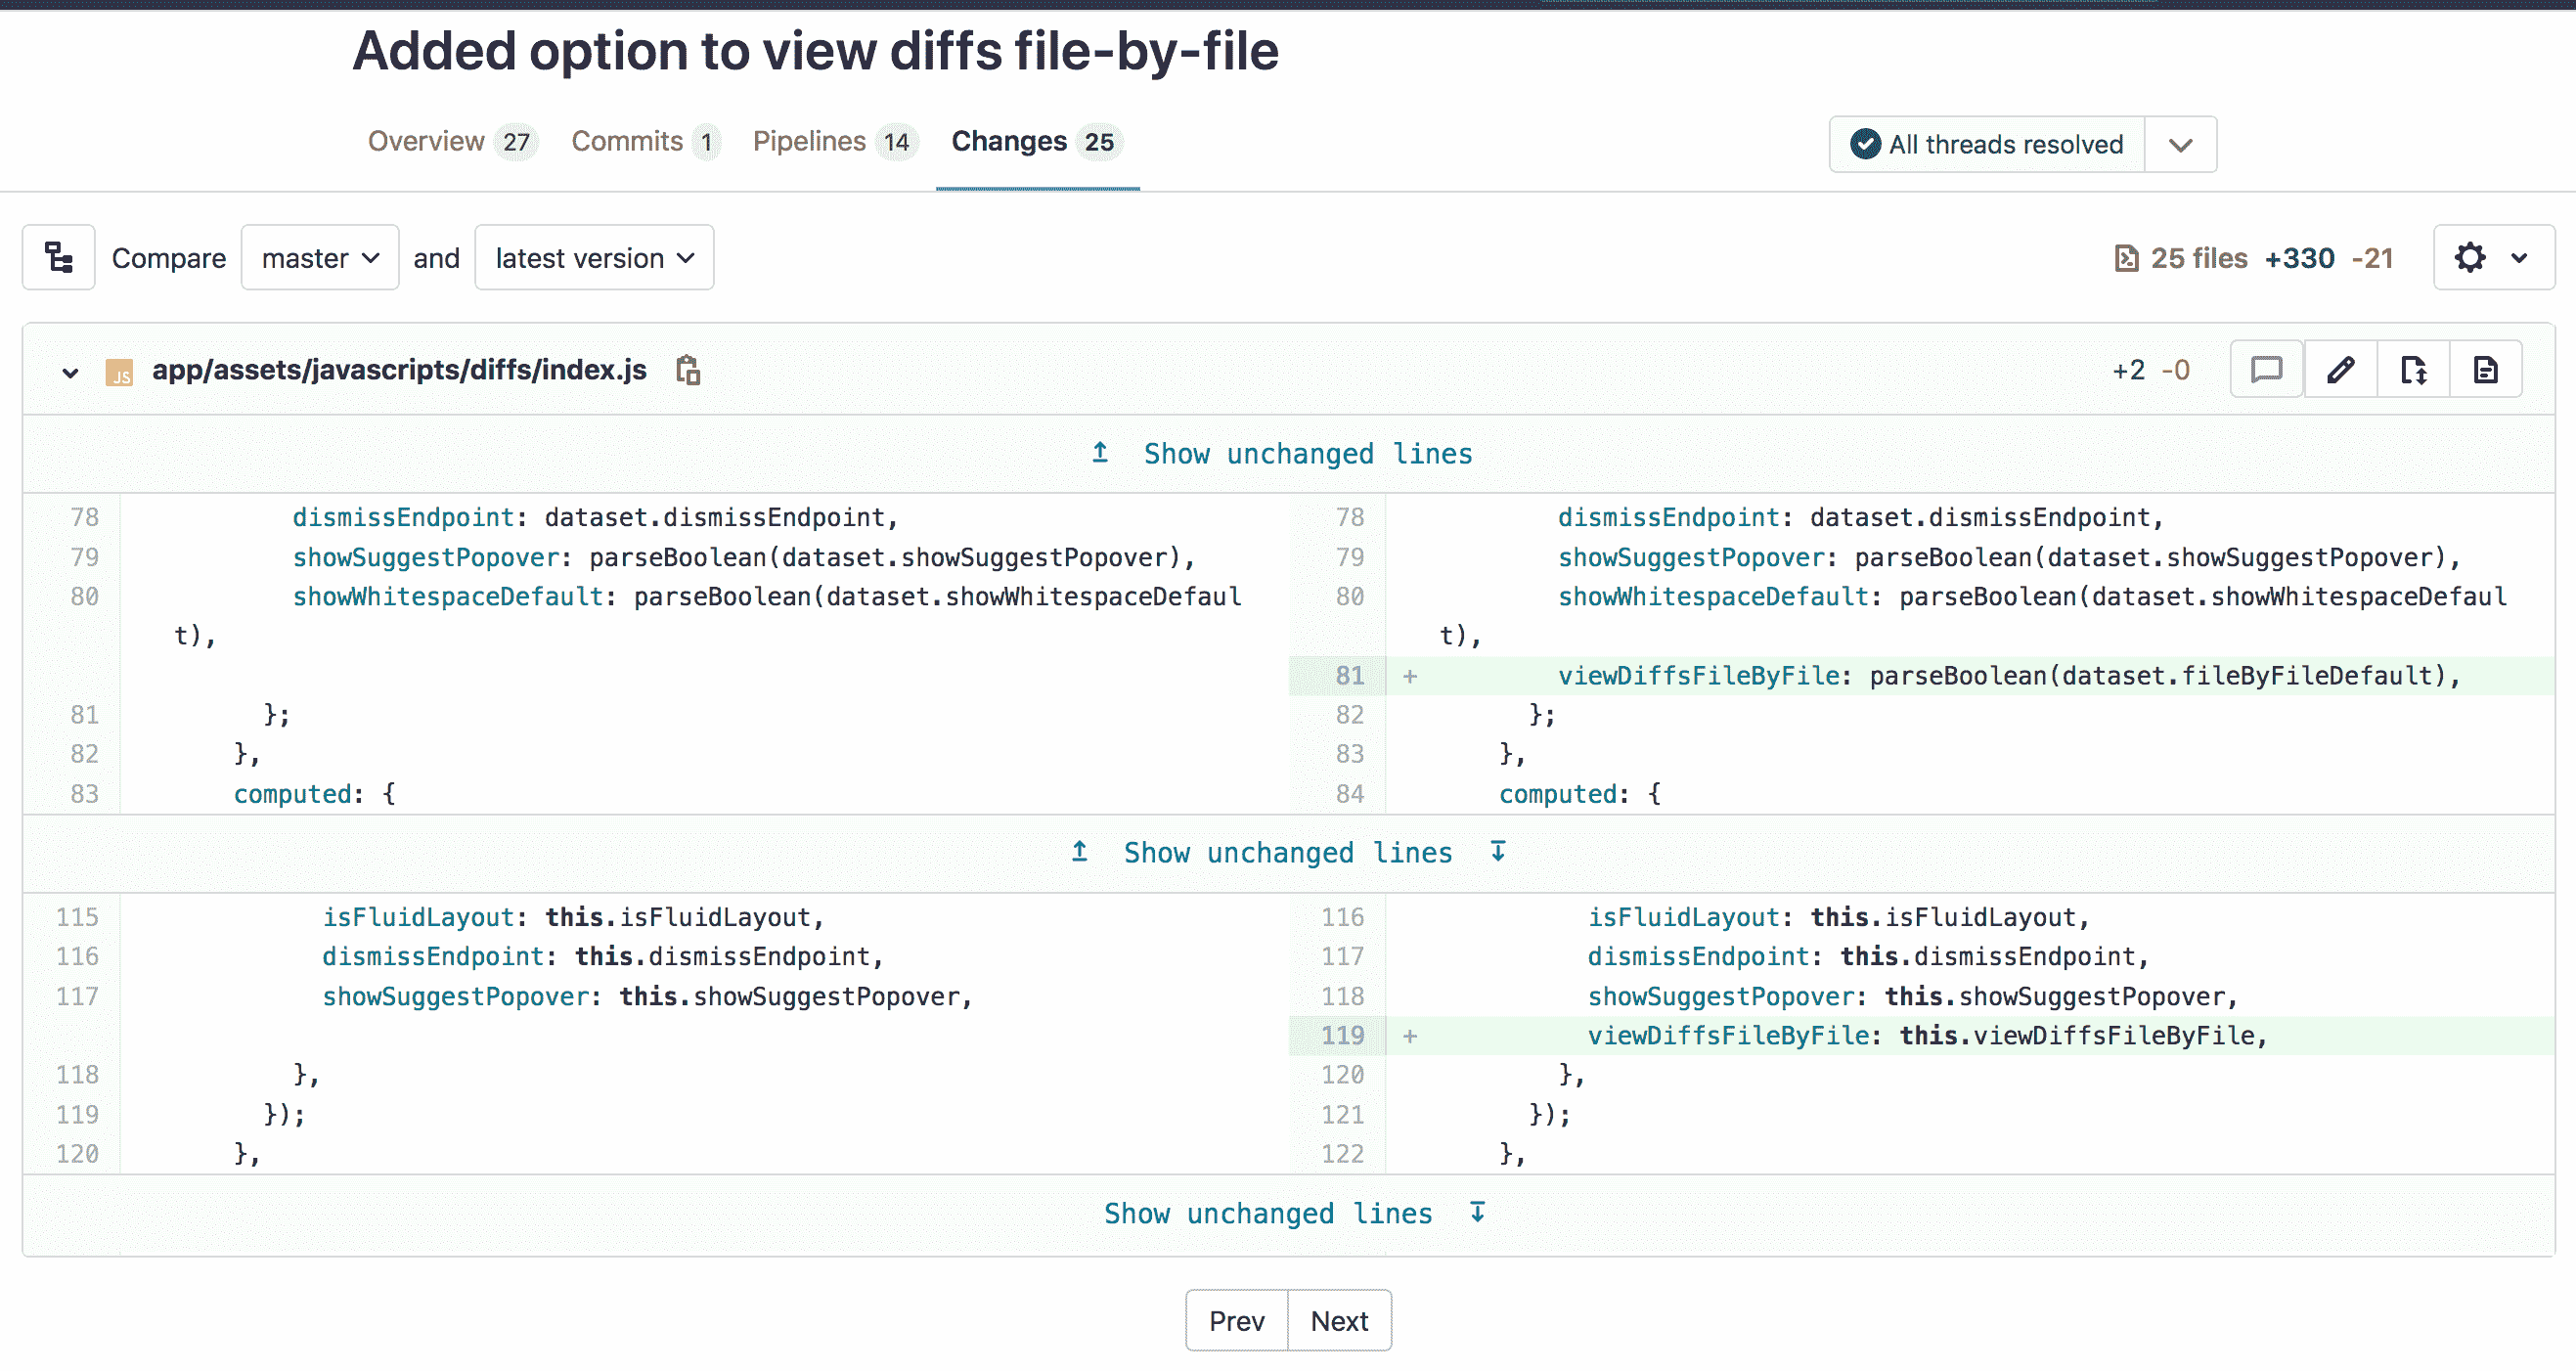 Added option to view diffs file-by-file
Overview 27 Commits 1 Pipelines 14 Changes 25
All threads resolved
Compare master and latest version
25 files +330 -21
JS app/assets/javascripts/diffs/index.js
+2 -0
Show unchanged lines
78 dismissEndpoint: dataset.dismissEndpoint,
79 showSuggestPopover: parseBoolean(dataset.showSuggestPopover),
80 showWhitespaceDefault: parseBoolean(dataset.showWhitespaceDefaul
t),
81 };
82 },
83 computed: {
78 dismissEndpoint: dataset.dismissEndpoint,
79 showSuggestPopover: parseBoolean(dataset.showSuggestPopover),
80 showWhitespaceDefault: parseBoolean(dataset.showWhitespaceDefaul
t),
81 + viewDiffsFileByFile: parseBoolean(dataset.fileByFileDefault),
82 };
83 },
84 computed: {
Show unchanged lines
115 isFluidLayout: this.isFluidLayout,
116 dismissEndpoint: this.dismissEndpoint,
117 showSuggestPopover: this.showSuggestPopover,
118 },
119 });
120 },
116 isFluidLayout: this.isFluidLayout,
117 dismissEndpoint: this.dismissEndpoint,
118 showSuggestPopover: this.showSuggestPopover,
119 + viewDiffsFileByFile: this.viewDiffsFileByFile,
120 },
121 });
122 },
Show unchanged lines
Prev Next